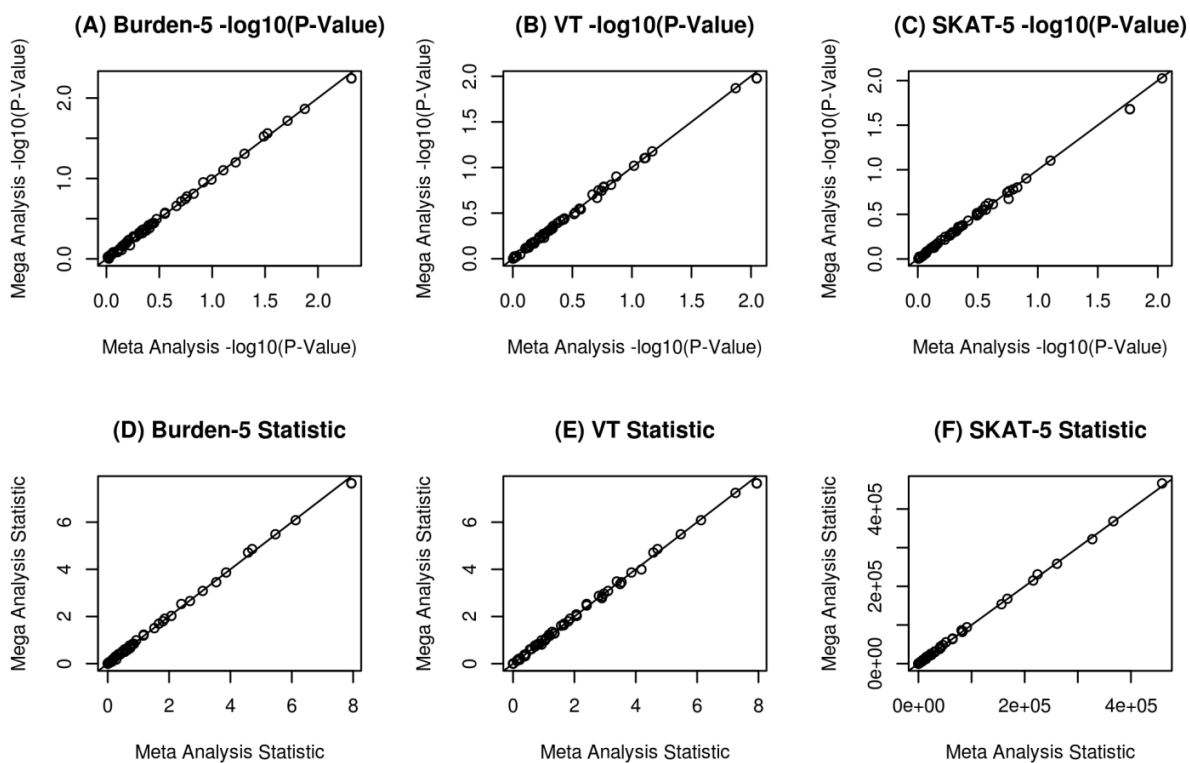 (A) Burden-5 -log10(P-Value)
Mega Analysis -log10(P-Value)
0.0 1.0 2.0
0.0 0.5 1.0 1.5 2.0
Meta Analysis -log10(P-Value)
(B) VT -log10(P-Value)
Mega Analysis -log10(P-Value)
0.0 0.5 1.0 1.5 2.0
0.0 0.5 1.0 1.5 2.0
Meta Analysis -log10(P-Value)
(C) SKAT-5 -log10(P-Value)
Mega Analysis -log10(P-Value)
0.0 0.5 1.0 1.5 2.0
0.0 0.5 1.0 1.5 2.0
Meta Analysis -log10(P-Value)
(D) Burden-5 Statistic
Mega Analysis Statistic
0 2 4 6
0 2 4 6 8
Meta Analysis Statistic
(E) VT Statistic
Mega Analysis Statistic
0 2 4 6
0 2 4 6 8
Meta Analysis Statistic
(F) SKAT-5 Statistic
Mega Analysis Statistic
0e+00 2e+05 4e+05
0e+00 2e+05 4e+05
Meta Analysis Statistic